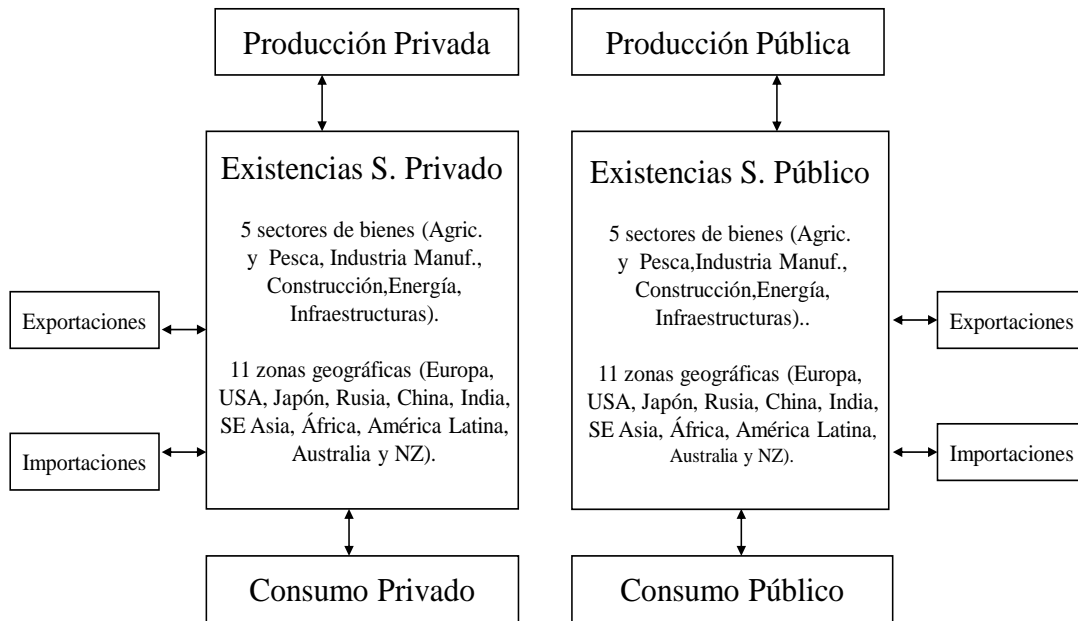 Producción Privada
Producción Pública
Existencias S. Privado
5 sectores de bienes (Agric.
y Pesca, Industria Manuf.,
Construcción,Energía,
Infraestructuras).
11 zonas geográficas (Europa,
USA, Japón, Rusia, China, India,
SE Asia, África, América Latina,
Australia y NZ).
Existencias S. Público
5 sectores de bienes (Agric.
y Pesca,Industria Manuf.,
Construcción,Energía,
Infraestructuras)..
11 zonas geográficas (Europa,
USA, Japón, Rusia, China, India,
SE Asia, África, América Latina,
Australia y NZ).
Exportaciones
Importaciones
Exportaciones
Importaciones
Consumo Privado
Consumo Público